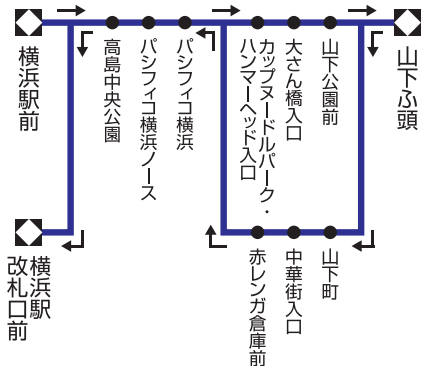 横浜駅前
高島中央公園
パシフィコ横浜ノース
パシフィコ横浜
カップヌードルパーク・
ハンマーヘッド入口
大さん橋入口
山下公園前
山下ふ頭
横浜駅
改札口前
赤レンガ倉庫前
中華街入口
山下町